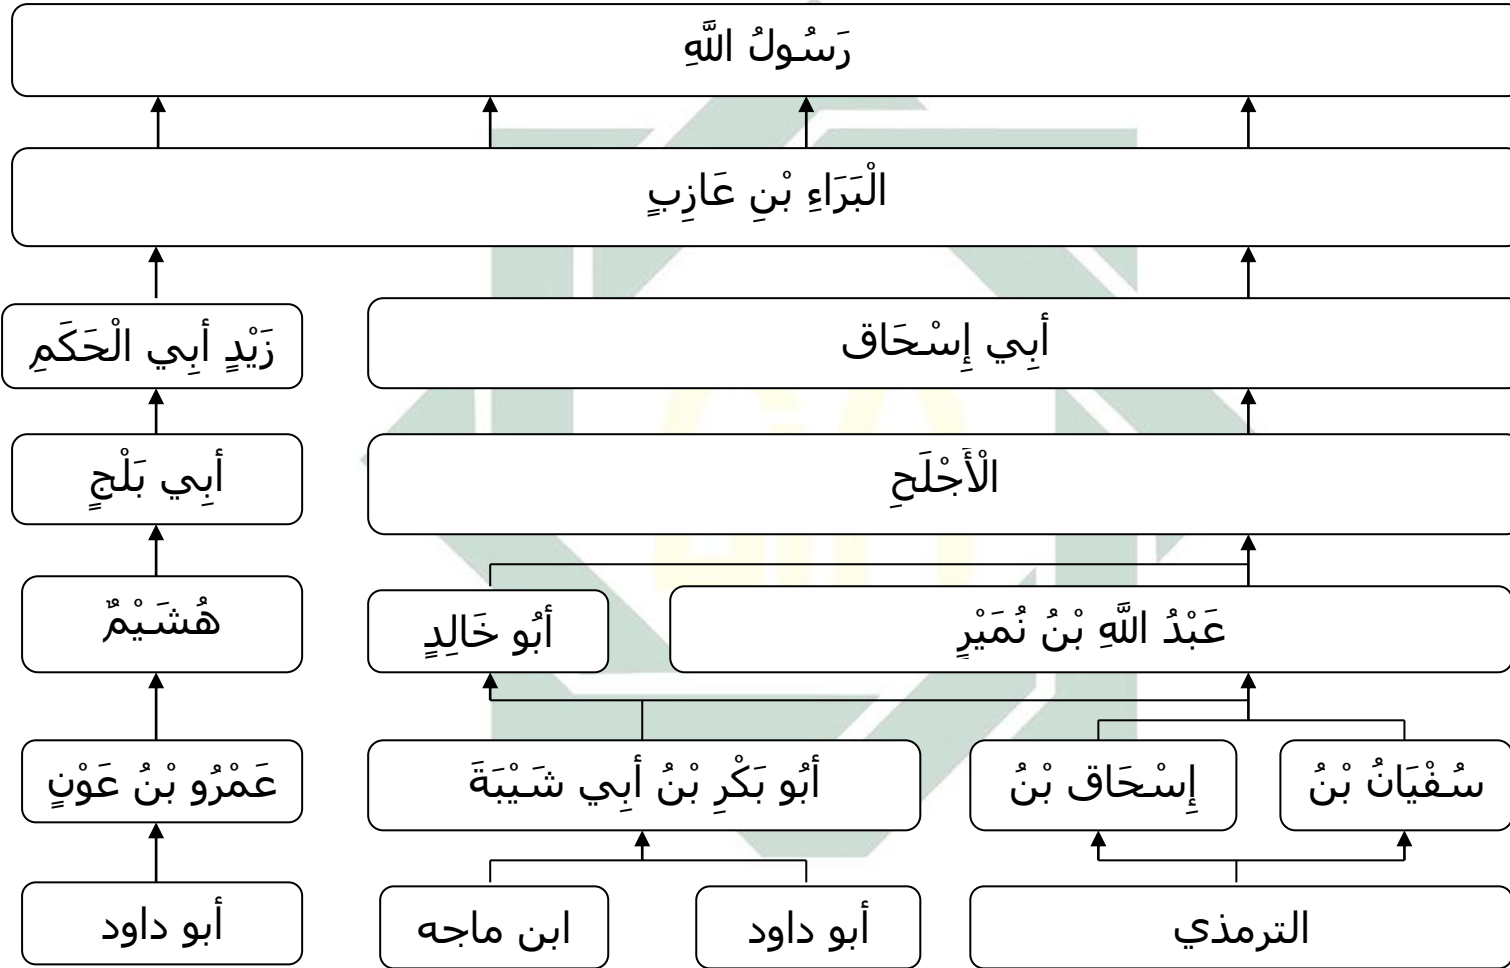 رَسُولُ اللَّهِ
الْبَرَاءِ بْنِ عَازِبٍ
أَبِي إِسْحَاق
زَيْدٍ أَبِي الْحَكَمِ
الْأَجْلَحِ
أَبِي بَلْجٍ
عَبْدُ اللَّهِ بْنُ نُمَيْرٍ
أَبُو خَالِدٍ
هُشَيْمٌ
سُفْيَانُ بْنُ
إِسْحَاق بْنُ
أَبُو بَكْرِ بْنُ أَبِي شَيْبَةَ
عَمْرُو بْنُ عَوْنٍ
الترمذي
أبو داود
ابن ماجه
أبو داود